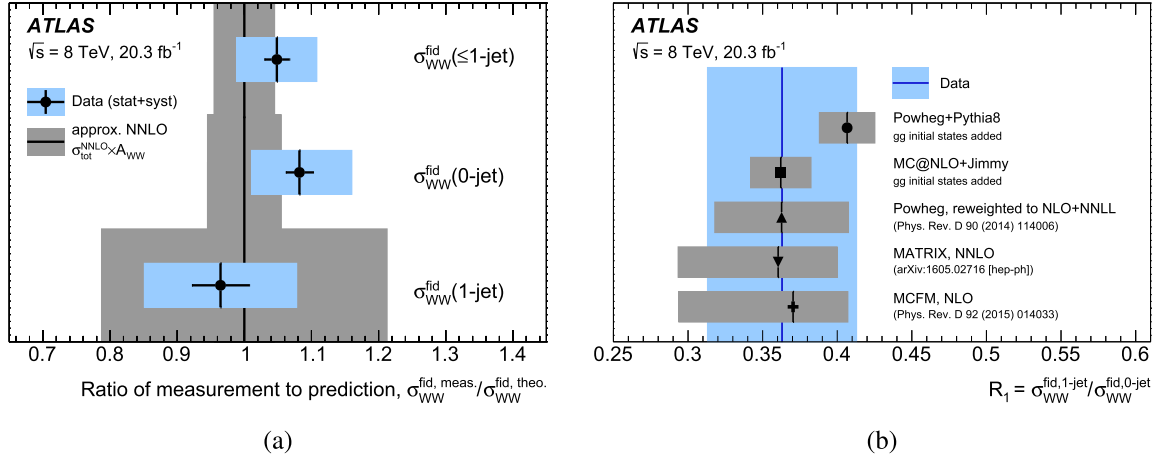 ATLAS
√s = 8 TeV, 20.3 fb⁻¹
Data (stat+syst)
approx. NNLO
σ_tot^NNLO×A_WW
σ_WW^fid(≤1-jet)
σ_WW^fid(0-jet)
σ_WW^fid(1-jet)
0.7 0.8 0.9 1 1.1 1.2 1.3 1.4
Ratio of measurement to prediction, σ_WW^fid, meas./σ_WW^fid, theo.
(a)
ATLAS
√s = 8 TeV, 20.3 fb⁻¹
Data
Powheg+Pythia8
gg initial states added
MC@NLO+Jimmy
gg initial states added
Powheg, reweighted to NLO+NNLL
(Phys. Rev. D 90 (2014) 114006)
MATRIX, NNLO
(arXiv:1605.02716 [hep-ph])
MCFM, NLO
(Phys. Rev. D 92 (2015) 014033)
0.25 0.3 0.35 0.4 0.45 0.5 0.55 0.6
R₁ = σ_WW^fid,1-jet/σ_WW^fid,0-jet
(b)